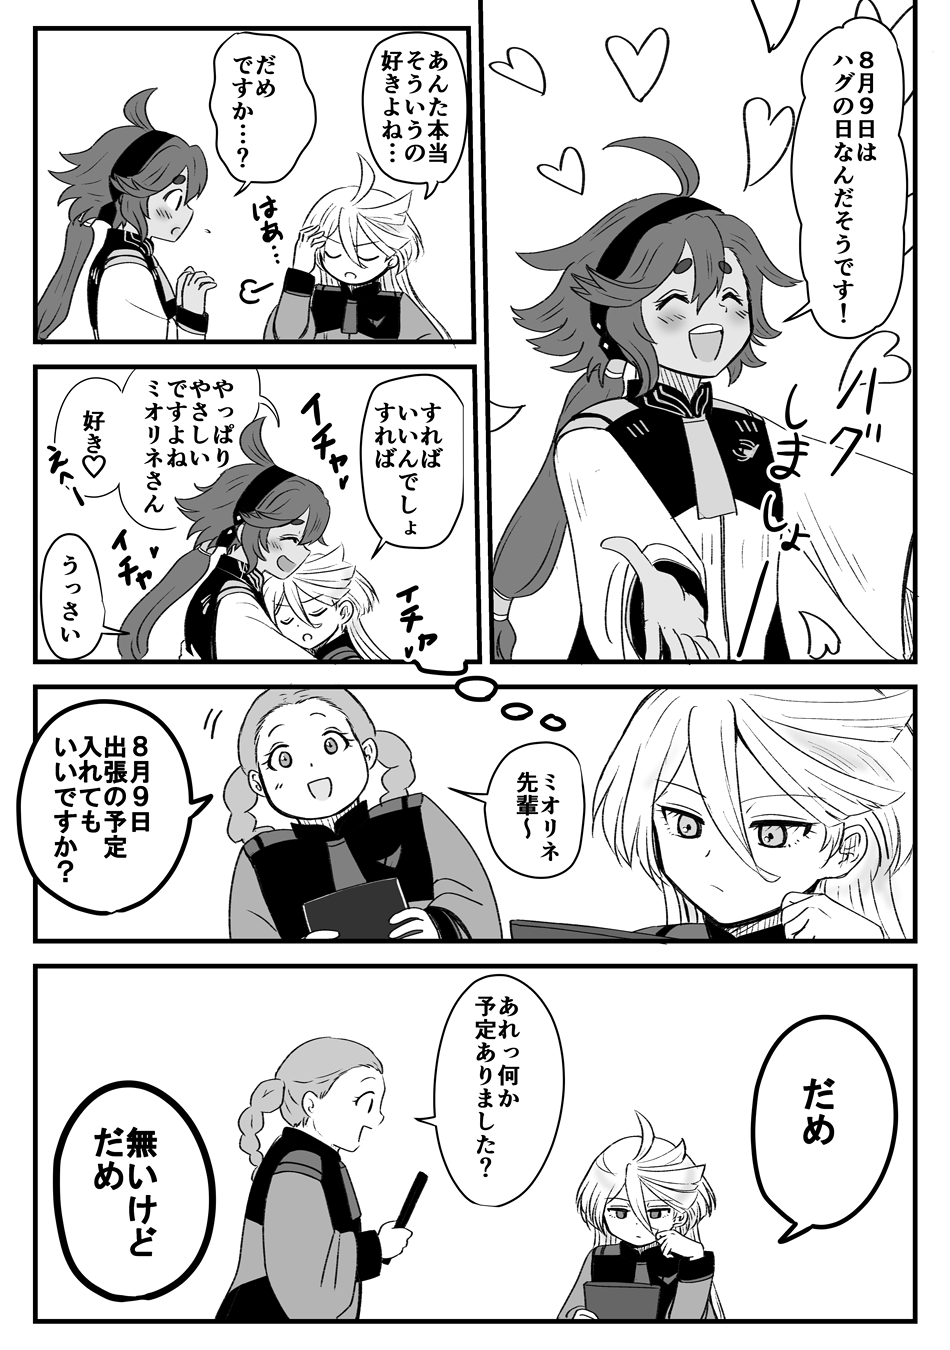 8月9日は
ハグの日なんだそうです!
ハグ
しましょ
ー
あんた本当
そういうの
好きよね…
だめ
ですか…?
はぁ…
すれば
いいんでしょ
すれば
イチャ
やっぱり
やさしい
ですよね
ミオリネさん
好き♡
えへー
イチャ
イチャ
うっさい
ミオリネ
先輩~
8月9日
出張の予定
入れても
いいですか?
だめ
あれっ何か
予定ありました?
無いけど
だめ